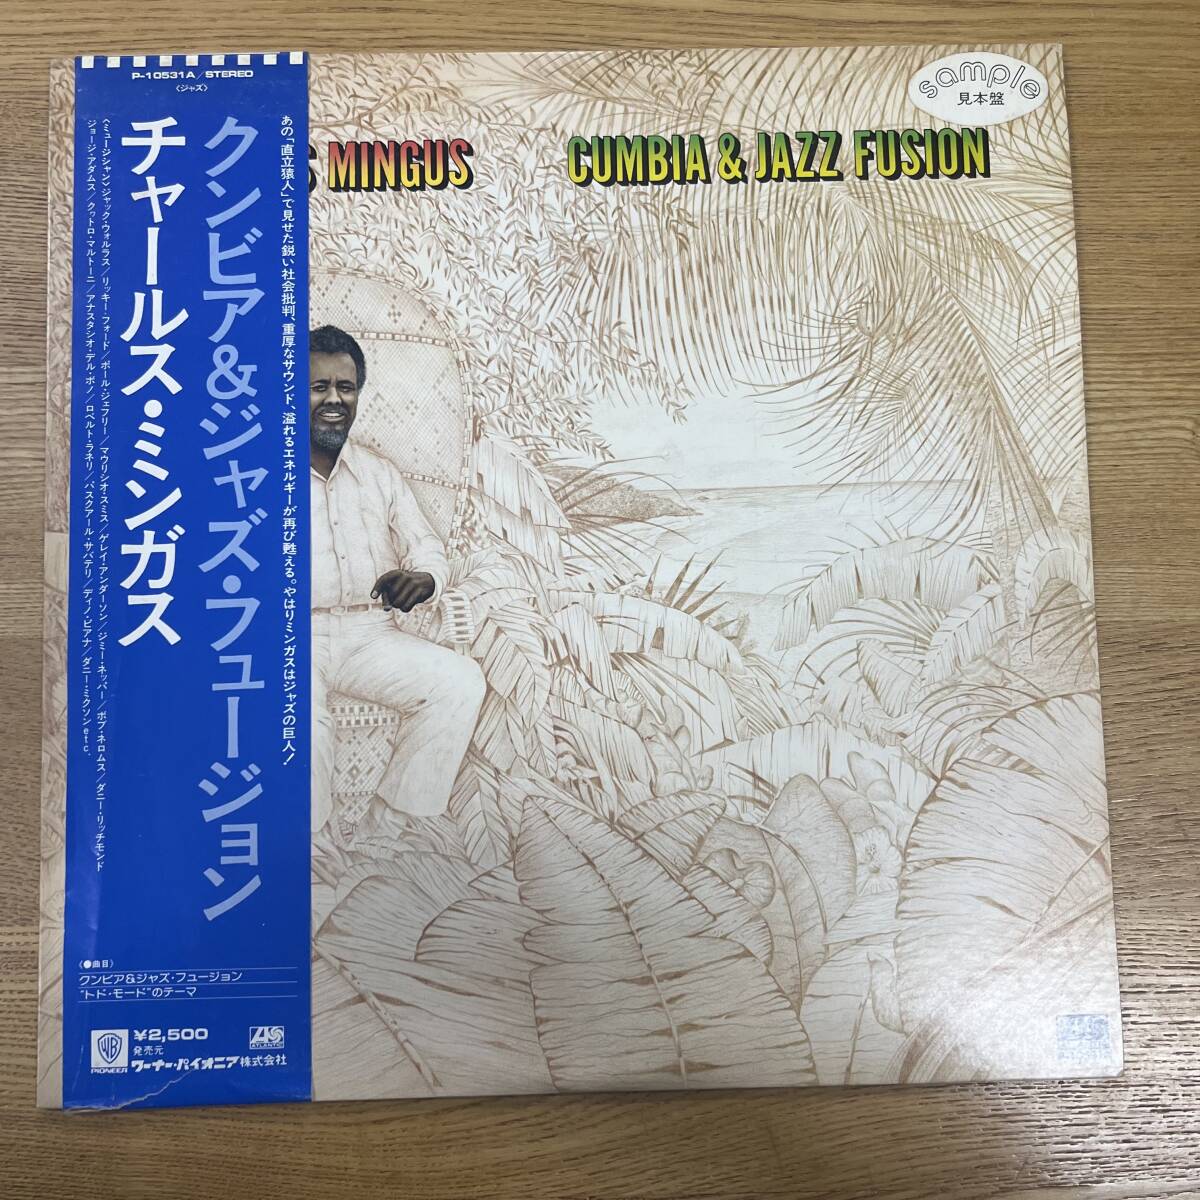 P-10531A/STEREO
〈ジャズ〉
sample
見本盤
S MINGUS
CUMBIA & JAZZ FUSION
あの「直立猿人」で見せた鋭い社会批判、重厚なサウンド、溢れるエネルギーが再び甦える。やはりミンガスはジャズの巨人!
クンビア&ジャズ・フュージョン
チャールス・ミンガス
〈ミュージシャン〉ジャック・ウォルラス/リッキー・フォード/ポール・ジェフリー/マウリシオ・スミス/ゲレイ・アンダーソン/ジミー・ネッパー/ボブ・ネロムス/ダニー・リッチモンド
ジョージ・アダムス/クゥトロ・マルトーニ/アナスタシオ・デル・ボノ/ロベルト・ラネリ/パスクアール・サバテリ/ディノ・ピアナ/ダニー・ミクソンetc.
《●曲目》
クンビア&ジャズ・フュージョン
"トド・モード"のテーマ
WB
PIONEER
¥2,500
発売元
ワーナー・パイオニア株式会社
ATLANTIC